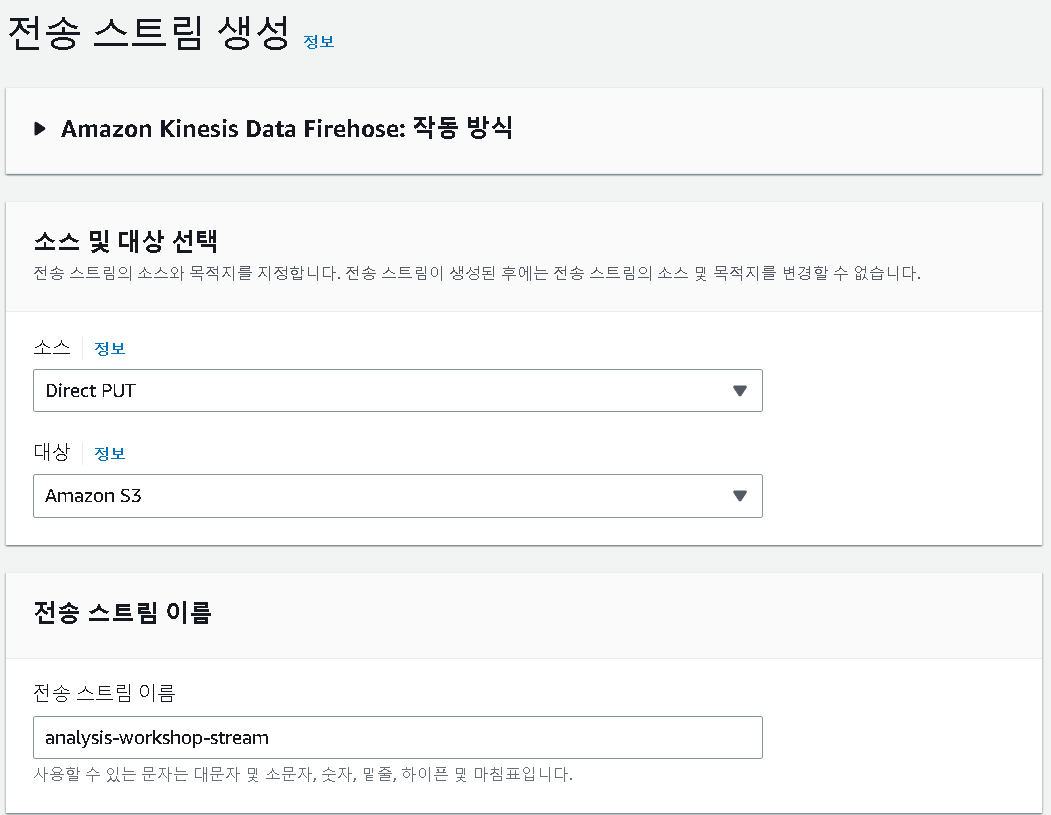 전송 스트림 생성 정보
Amazon Kinesis Data Firehose: 작동 방식
소스 및 대상 선택
전송 스트림의 소스와 목적지를 지정합니다. 전송 스트림이 생성된 후에는 전송 스트림의 소스 및 목적지를 변경할 수 없습니다.
소스 정보
Direct PUT
대상 정보
Amazon S3
전송 스트림 이름
전송 스트림 이름
analysis-workshop-stream
사용할 수 있는 문자는 대문자 및 소문자, 숫자, 밑줄, 하이픈 및 마침표입니다.